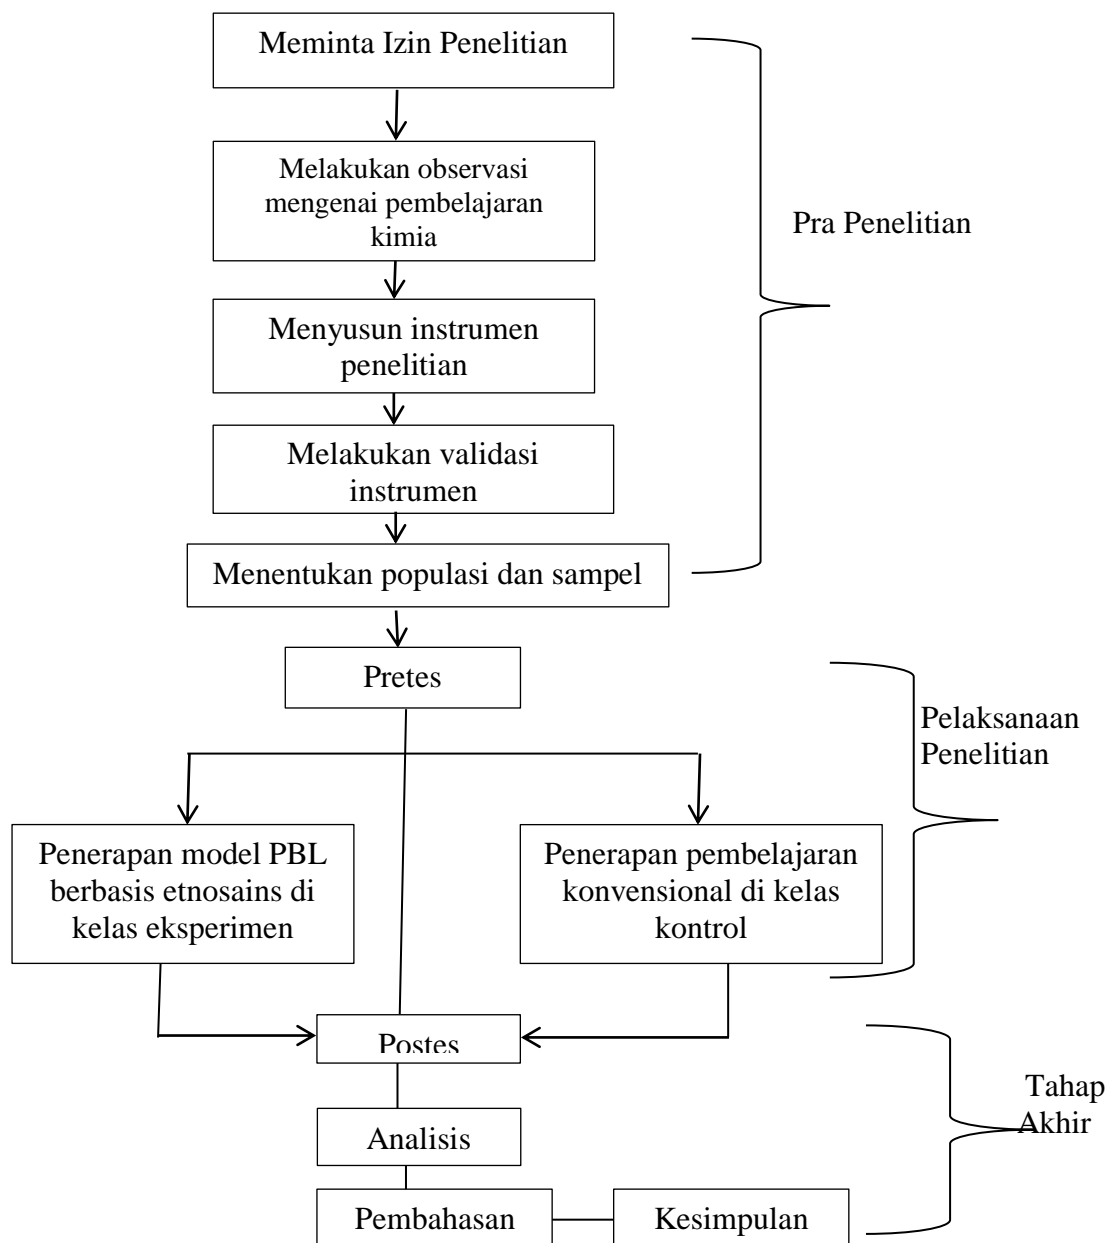 Meminta Izin Penelitian
Melakukan observasi
mengenai pembelajaran
kimia
Pra Penelitian
Menyusun instrumen
penelitian
Melakukan validasi
instrumen
Menentukan populasi dan sampel
Pretes
Pelaksanaan
Penelitian
Penerapan model PBL
berbasis etnosains di
kelas eksperimen
Penerapan pembelajaran
konvensional di kelas
kontrol
Postes
Tahap
Akhir
Analisis
Pembahasan
Kesimpulan